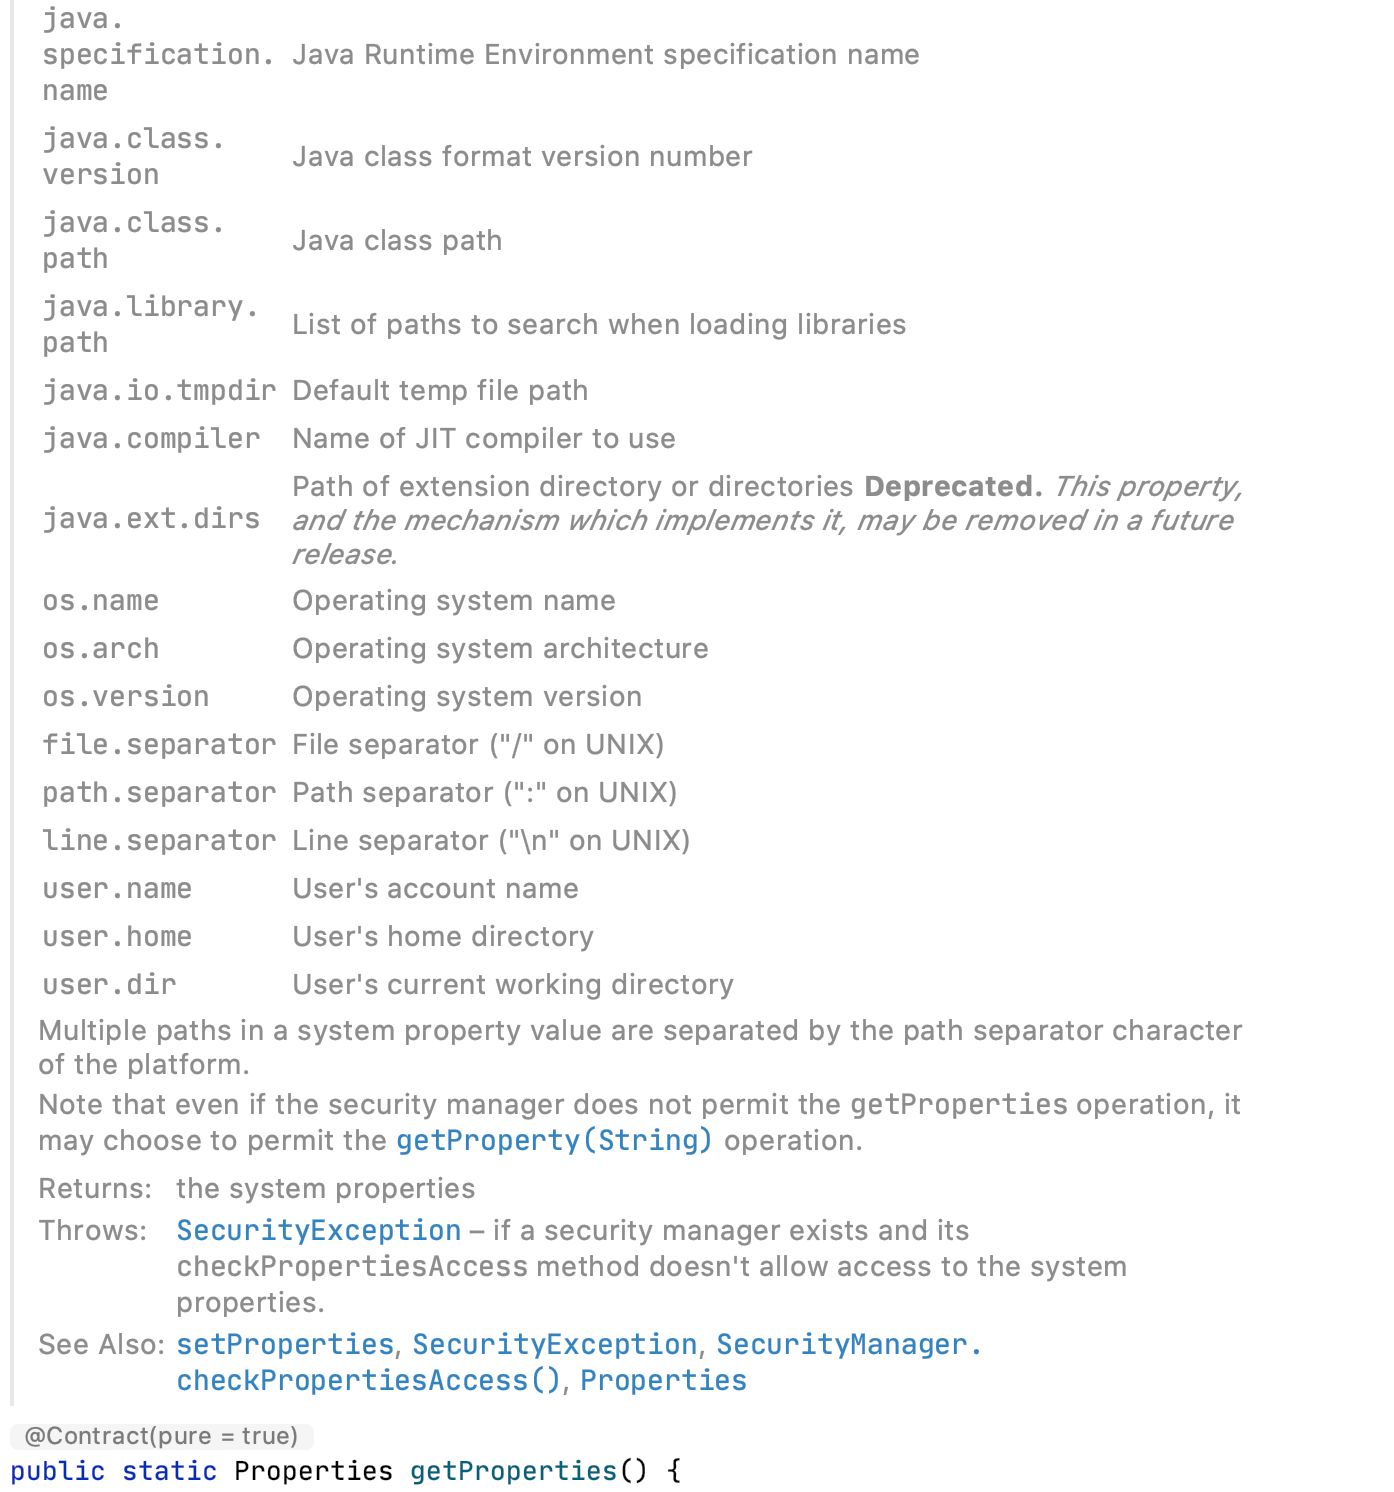 java.
specification. Java Runtime Environment specification name
name
java.class.
version
Java class format version number
java.class.
path
Java class path
java.library.
path
List of paths to search when loading libraries
java.io.tmpdir Default temp file path
java.compiler Name of JIT compiler to use
java.ext.dirs
Path of extension directory or directories Deprecated. This property,
and the mechanism which implements it, may be removed in a future
release.
os.name Operating system name
os.arch Operating system architecture
os.version Operating system version
file.separator File separator ("/" on UNIX)
path.separator Path separator (":" on UNIX)
line.separator Line separator ("\n" on UNIX)
user.name User's account name
user.home User's home directory
user.dir User's current working directory
Multiple paths in a system property value are separated by the path separator character
of the platform.
Note that even if the security manager does not permit the getProperties operation, it
may choose to permit the getProperty(String) operation.
Returns: the system properties
Throws: SecurityException – if a security manager exists and its
checkPropertiesAccess method doesn't allow access to the system
properties.
See Also: setProperties, SecurityException, SecurityManager.
checkPropertiesAccess(), Properties
@Contract(pure = true)
public static Properties getProperties() {